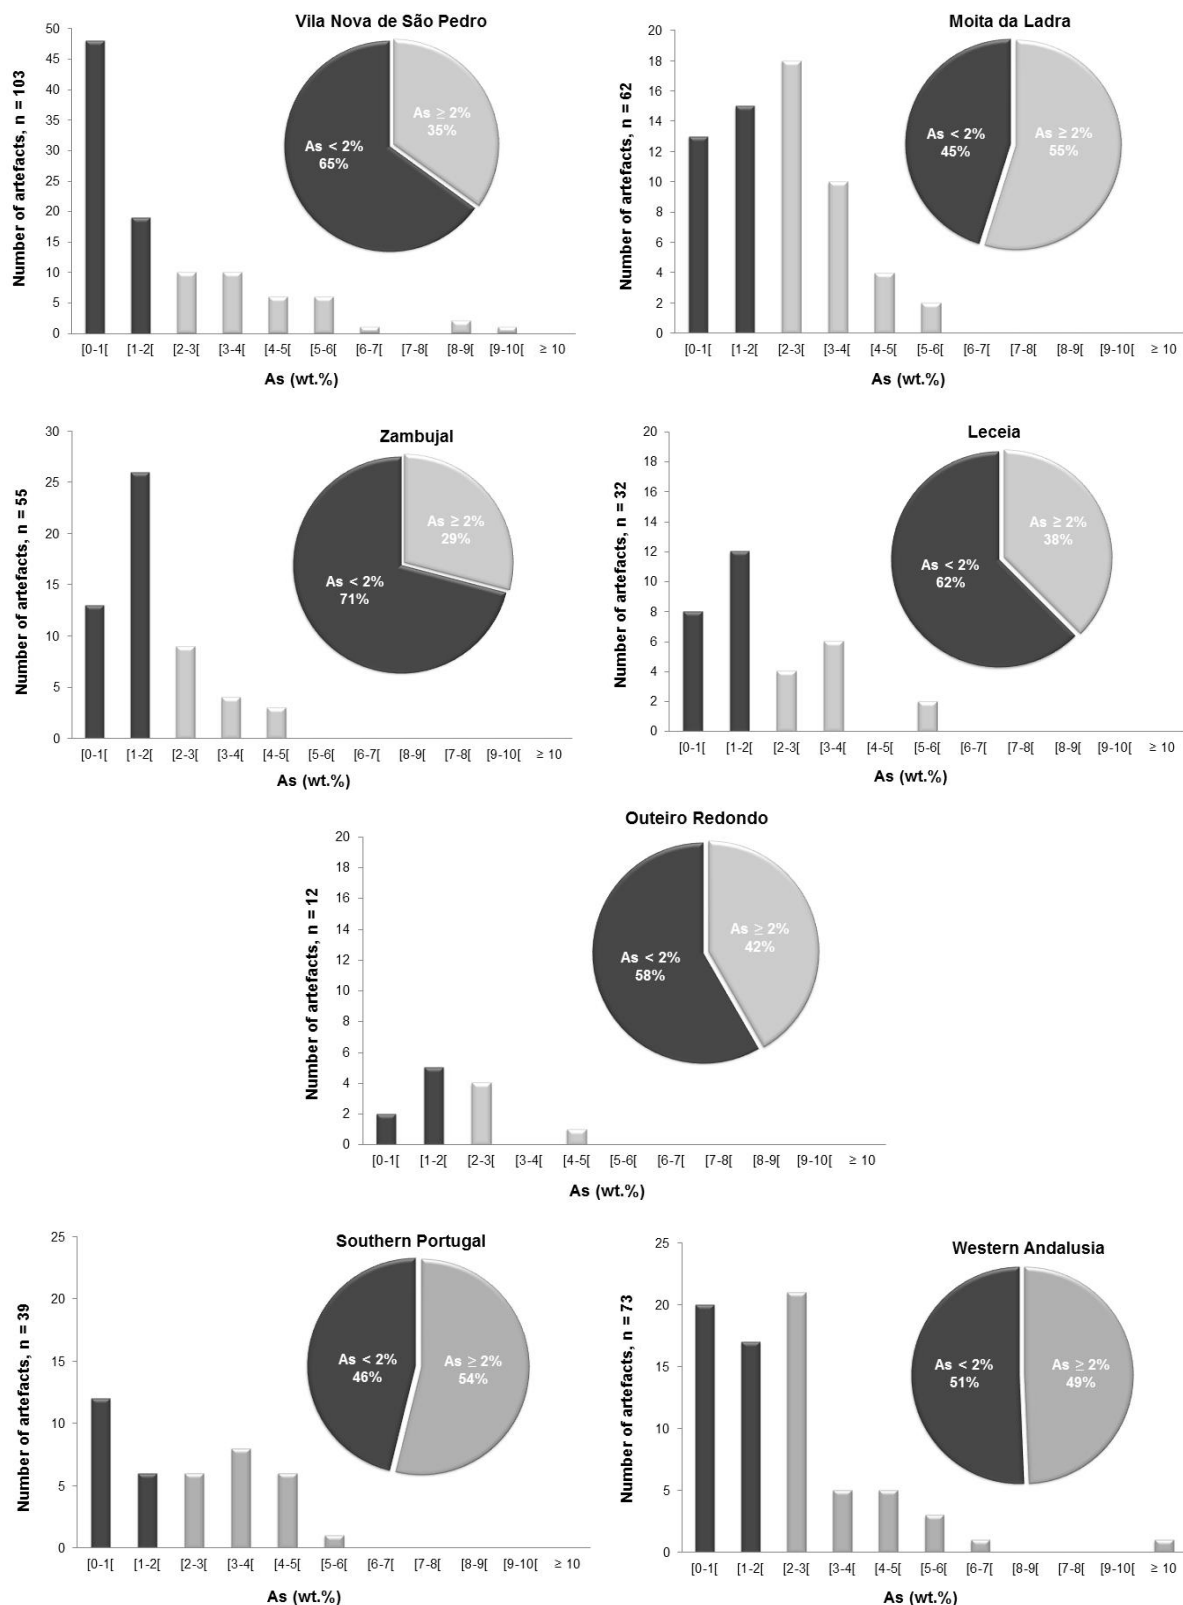 Vila Nova de São Pedro
Number of artefacts, n = 103
50
45
40
35
30
25
20
15
10
5
0
As ≥ 2%
35%
As < 2%
65%
[0-1[ [1-2[ [2-3[ [3-4[ [4-5[ [5-6[ [6-7[ [7-8[ [8-9[ [9-10[ ≥ 10
As (wt.%)
Moita da Ladra
Number of artefacts, n = 62
20
18
16
14
12
10
8
6
4
2
0
As < 2%
45%
As ≥ 2%
55%
[0-1[ [1-2[ [2-3[ [3-4[ [4-5[ [5-6[ [6-7[ [7-8[ [8-9[ [9-10[ ≥ 10
As (wt.%)
Zambujal
Number of artefacts, n = 55
30
25
20
15
10
5
0
As ≥ 2%
29%
As < 2%
71%
[0-1[ [1-2[ [2-3[ [3-4[ [4-5[ [5-6[ [6-7[ [8-9[ [7-8[ [9-10[ ≥ 10
As (wt.%)
Leceia
Number of artefacts, n = 32
20
18
16
14
12
10
8
6
4
2
0
As ≥ 2%
38%
As < 2%
62%
[0-1[ [1-2[ [2-3[ [3-4[ [4-5[ [5-6[ [6-7[ [7-8[ [8-9[ [9-10[ ≥ 10
As (wt.%)
Outeiro Redondo
Number of artefacts, n = 12
20
18
16
14
12
10
8
6
4
2
0
As ≥ 2%
42%
As < 2%
58%
[0-1[ [1-2[ [2-3[ [3-4[ [4-5[ [5-6[ [6-7[ [7-8[ [8-9[ [9-10[ ≥ 10
As (wt.%)
Southern Portugal
Number of artefacts, n = 39
25
20
15
10
5
0
As < 2%
46%
As ≥ 2%
54%
[0-1[ [1-2[ [2-3[ [3-4[ [4-5[ [5-6[ [6-7[ [7-8[ [8-9[ [9-10[ ≥ 10
As (wt.%)
Western Andalusia
Number of artefacts, n = 73
25
20
15
10
5
0
As < 2%
51%
As ≥ 2%
49%
[0-1[ [1-2[ [2-3[ [3-4[ [4-5[ [5-6[ [6-7[ [8-9[ [7-8[ [9-10[ ≥ 10
As (wt.%)